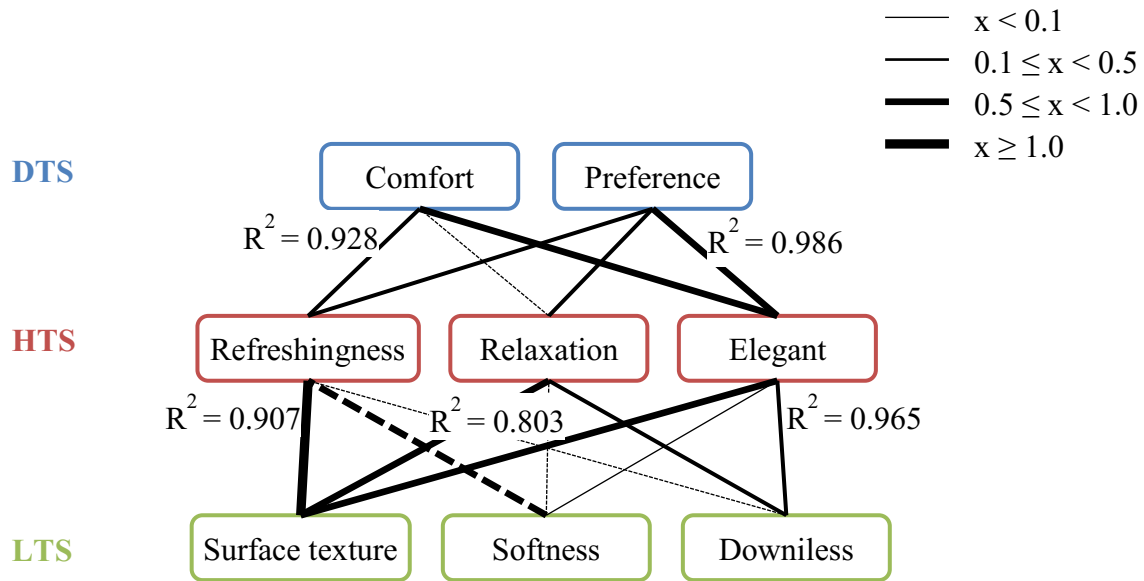 x < 0.1
0.1 ≤ x < 0.5
0.5 ≤ x < 1.0
x ≥ 1.0
DTS
Comfort
Preference
R² = 0.928
R² = 0.986
HTS
Refreshingness
Relaxation
Elegant
R² = 0.907
R² = 0.803
R² = 0.965
LTS
Surface texture
Softness
Downiless